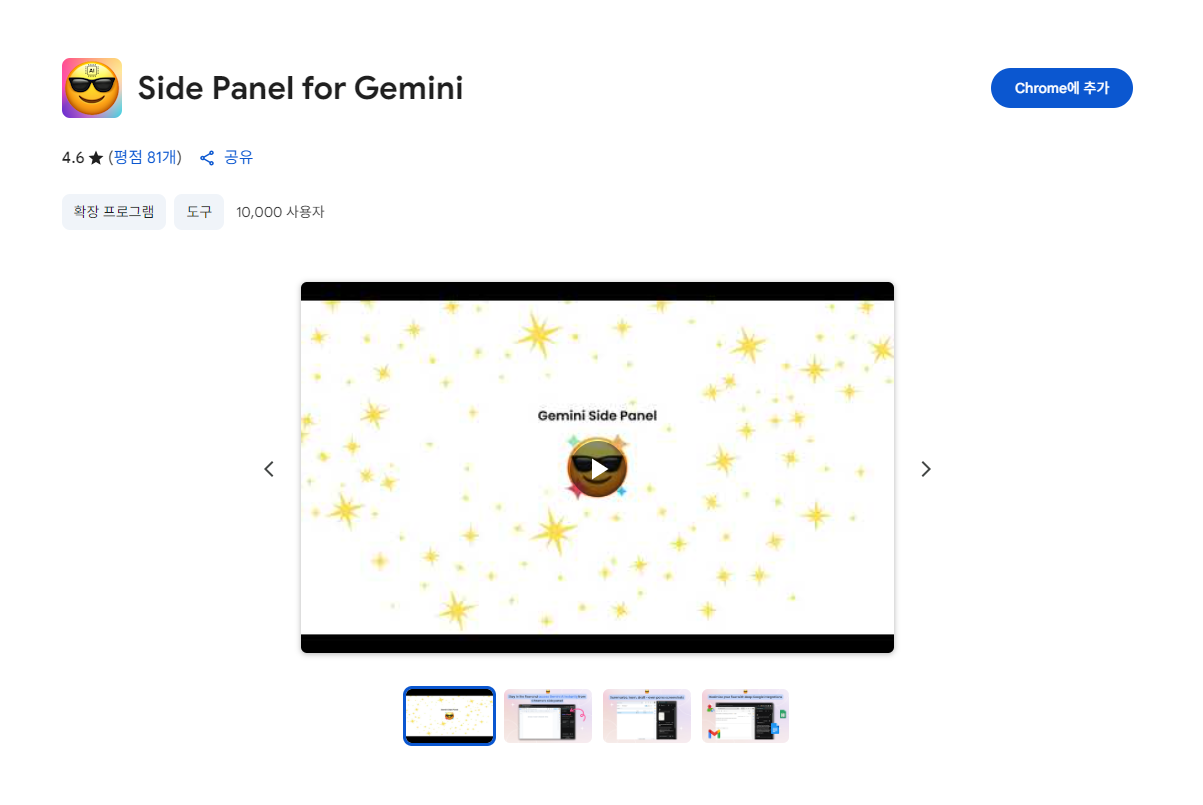 AI
Side Panel for Gemini
Chrome에 추가
4.6 ★ (평점 81개) 공유
확장 프로그램 도구 10,000 사용자
Gemini Side Panel